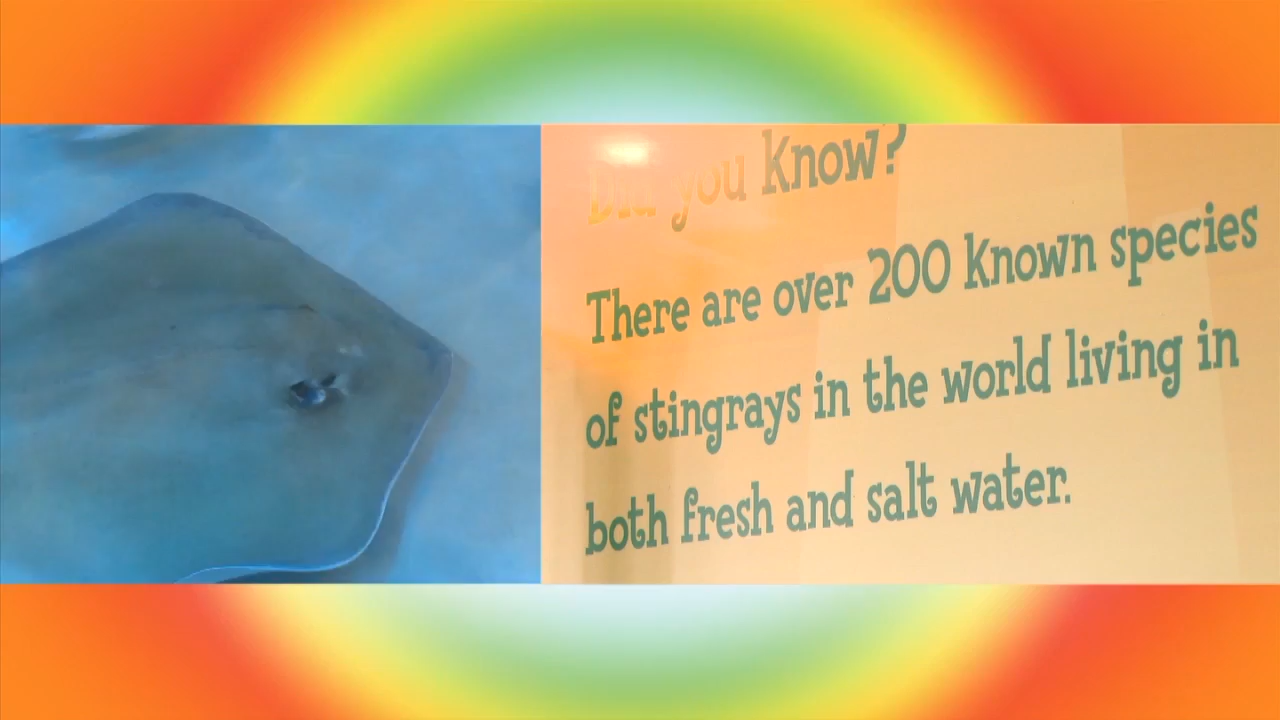 Did you Know?
There are over 200 known species
of stingrays in the world living in
both fresh and salt water.